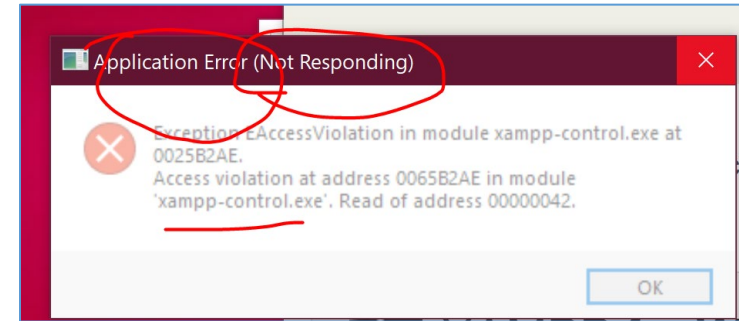 Application Error (Not Responding)
Exception EAccessViolation in module xampp-control.exe at
0025B2AE.
Access violation at address 0065B2AE in module
'xampp-control.exe'. Read of address 00000042.
OK